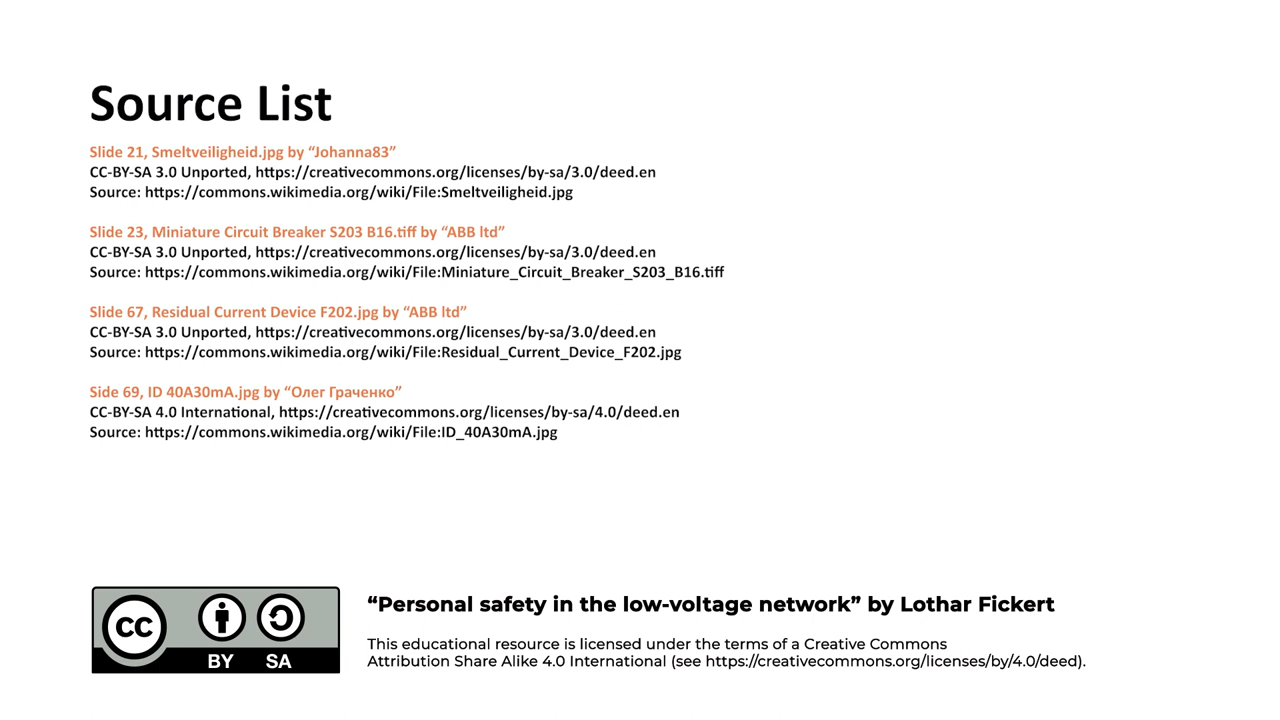 Source List
Slide 21, Smeltveiligheid.jpg by “Johanna83”
CC-BY-SA 3.0 Unported, https://creativecommons.org/licenses/by-sa/3.0/deed.en
Source: https://commons.wikimedia.org/wiki/File:Smeltveiligheid.jpg
Slide 23, Miniature Circuit Breaker S203 B16.tiff by “ABB ltd”
CC-BY-SA 3.0 Unported, https://creativecommons.org/licenses/by-sa/3.0/deed.en
Source: https://commons.wikimedia.org/wiki/File:Miniature_Circuit_Breaker_S203_B16.tiff
Slide 67, Residual Current Device F202.jpg by “ABB ltd”
CC-BY-SA 3.0 Unported, https://creativecommons.org/licenses/by-sa/3.0/deed.en
Source: https://commons.wikimedia.org/wiki/File:Residual_Current_Device_F202.jpg
Side 69, ID 40A30mA.jpg by “Олег Граченко”
CC-BY-SA 4.0 International, https://creativecommons.org/licenses/by-sa/4.0/deed.en
Source: https://commons.wikimedia.org/wiki/File:ID_40A30mA.jpg
cc
BY SA
“Personal safety in the low-voltage network” by Lothar Fickert
This educational resource is licensed under the terms of a Creative Commons
Attribution Share Alike 4.0 International (see https://creativecommons.org/licenses/by/4.0/deed).